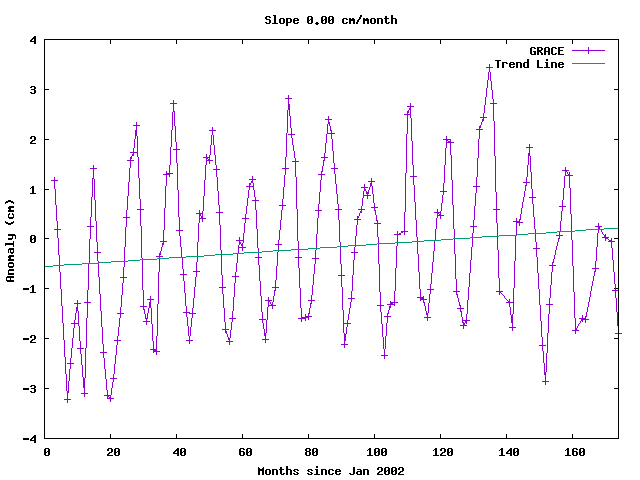 Slope 0.00 cm/month
GRACE
Trend Line
4
3
2
1
0
-1
-2
-3
-4
Anomaly (cm)
0 20 40 60 80 100 120 140 160
Months since Jan 2002